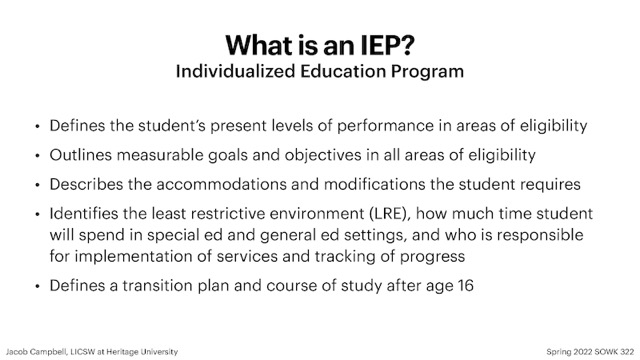 What is an IEP?
Individualized Education Program
• Defines the student's present levels of performance in areas of eligibility
• Outlines measurable goals and objectives in all areas of eligibility
• Describes the accommodations and modifications the student requires
• Identifies the least restrictive environment (LRE), how much time student
will spend in special ed and general ed settings, and who is responsible
for implementation of services and tracking of progress
• Defines a transition plan and course of study after age 16
Jacob Campbell, LICSW at Heritage University
Spring 2022 SOWK 322